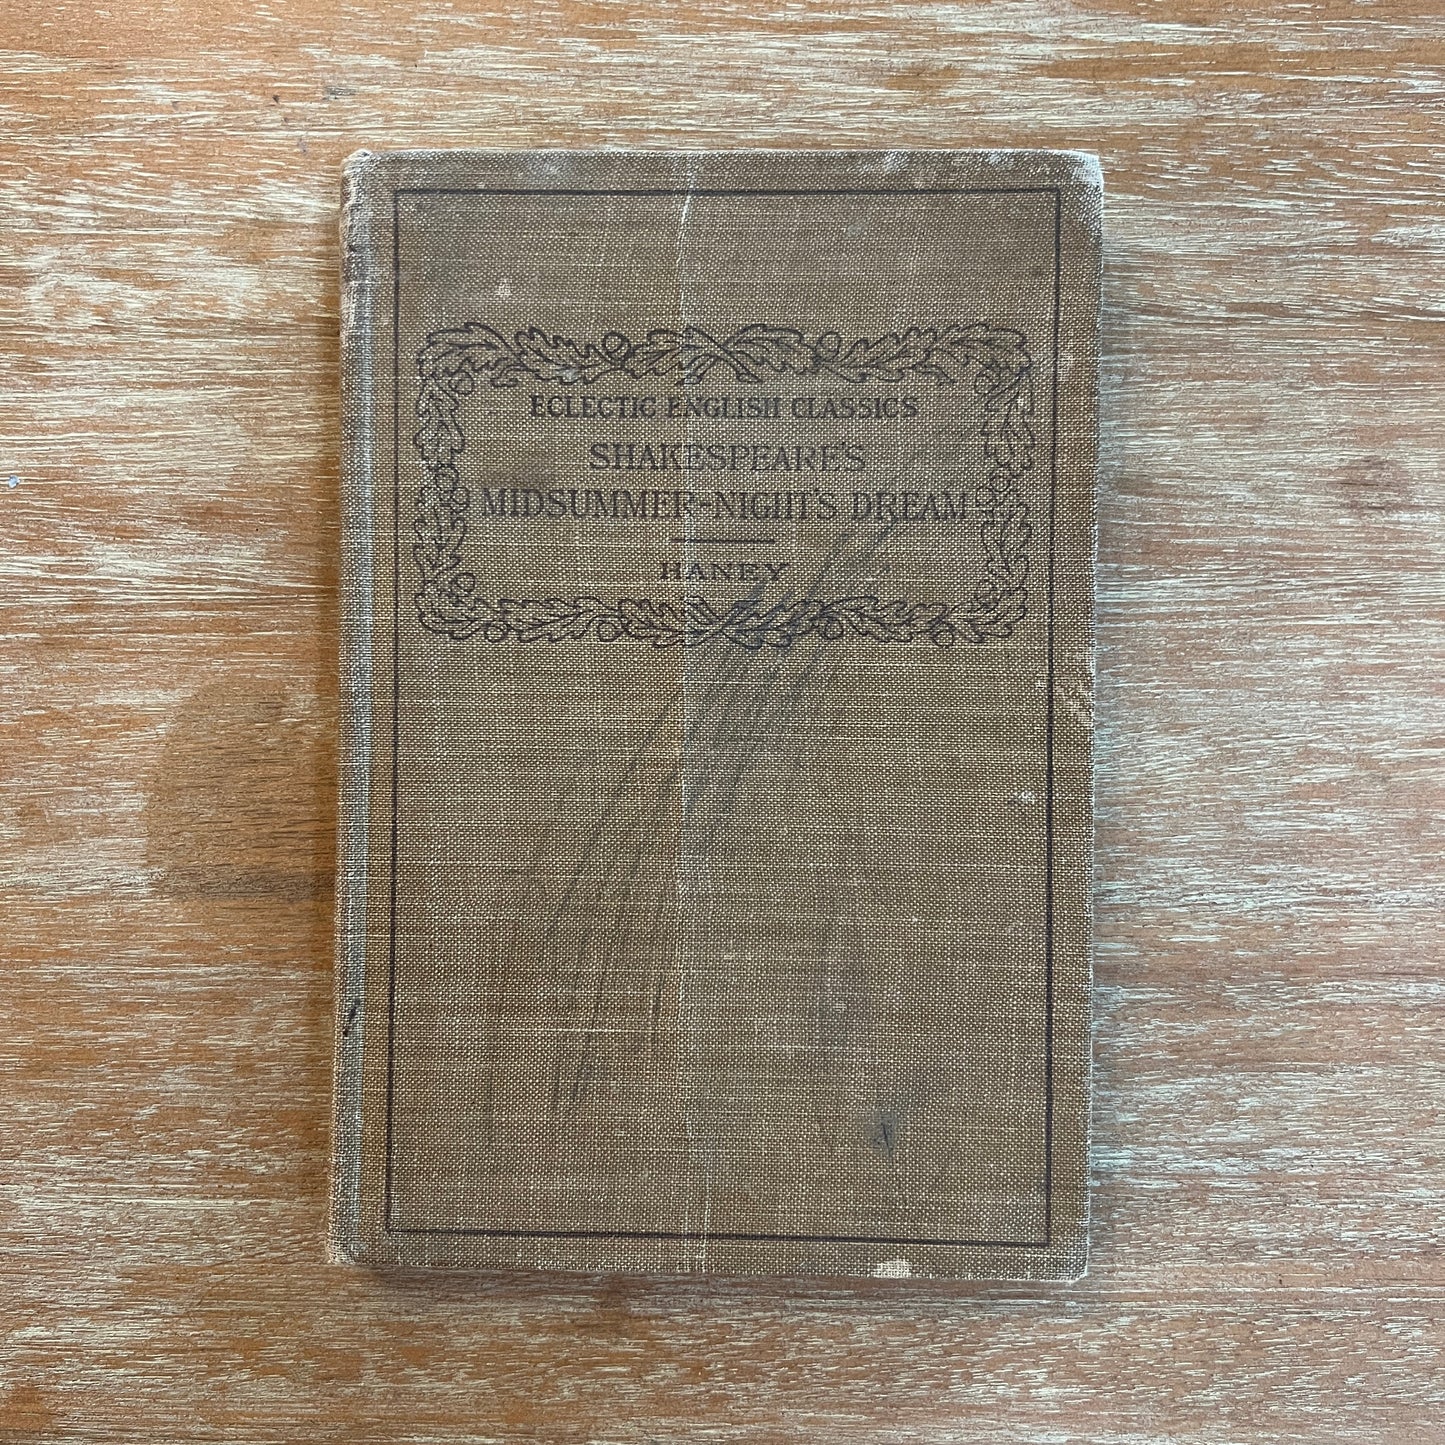 ECLECTIC ENGLISH CLASSICS
SHAKESPEARE'S
MIDSUMMER-NIGHT'S DREAM
HANEY